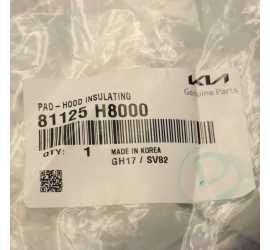 KIA
Genuine Parts
PAD-HOOD INSULATING
81125 H8000
QTY: 1 MADE IN KOREA
GH17 / SV82